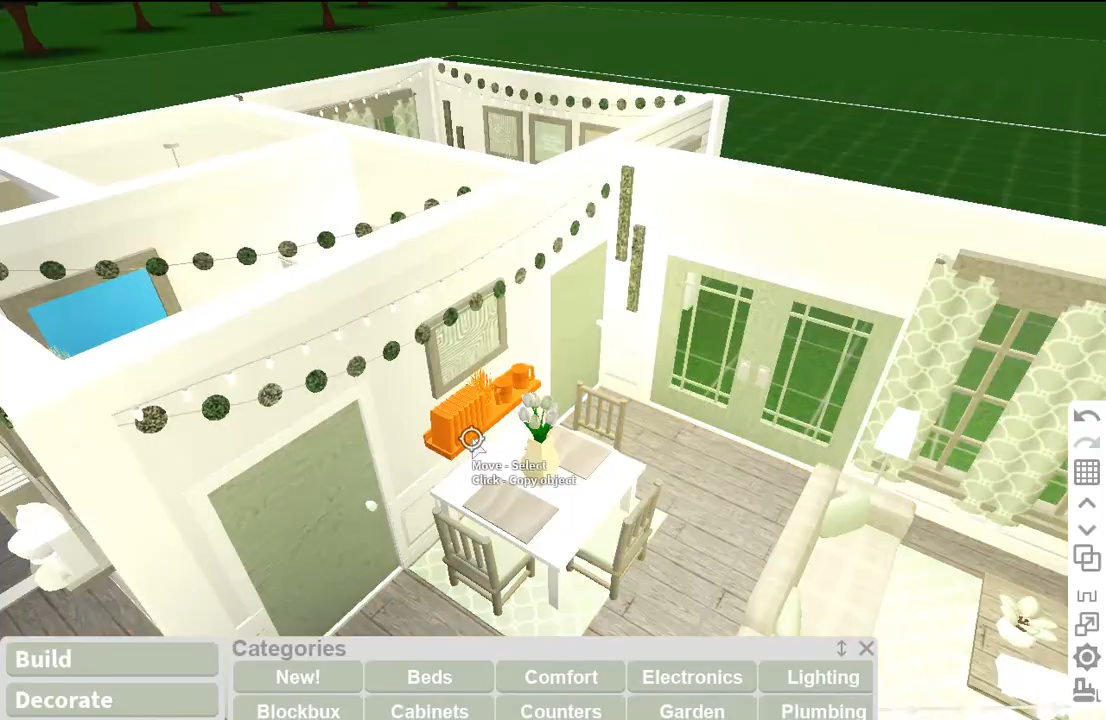 Move - Select
Click - Copy object
Build
Decorate
Categories
New!
Beds
Comfort
Electronics
Lighting
Blockbux
Cabinets
Counters
Garden
Plumbing